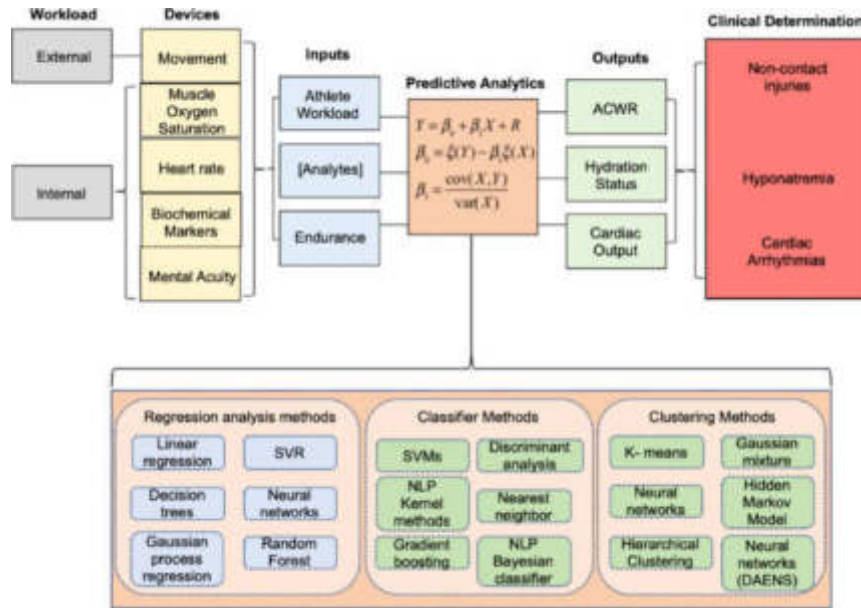 Workload
Devices
Inputs
Predictive Analytics
Outputs
Clinical Determination
External
Internal
Movement
Muscle
Oxygen
Saturation
Heart rate
Biochemical
Markers
Mental Acuity
Athlete
Workload
[Analytes]
Endurance
Y = β₀ + β₁X + R
β₀ = ξ(Y) − β₁ξ(X)
β₁ = cov(X,Y)
var(X)
ACWR
Hydration
Status
Cardiac
Output
Non-contact
injuries
Hyponatremia
Cardiac
Arrhythmias
Regression analysis methods
Linear
regression
SVR
Decision
trees
Neural
networks
Gaussian
process
regression
Random
Forest
Classifier Methods
SVMs
Discriminant
analysis
NLP
Kernel
methods
Nearest
neighbor
Gradient
boosting
NLP
Bayesian
classifier
Clustering Methods
K- means
Gaussian
mixture
Neural
networks
Hidden
Markov
Model
Hierarchical
Clustering
Neural
networks
(DAENS)